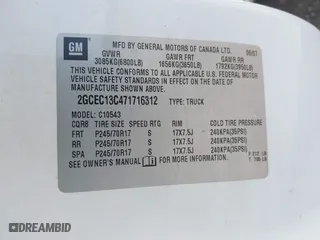 GM
MFD BY GENERAL MOTORS OF CANADA LTD. 06/07
GVWR GAWR FRT GAWR RR
3085KG(6800LB) 1656KG(3650LB) 1792KG(3950LB)
THIS VEHICLE CONFORMS TO ALL APPLICABLE U.S. FEDERAL MOTOR
VEHICLE SAFETY STANDARDS IN EFFECT ON THE DATE OF
MANUFACTURE SHOWN ABOVE.
2GCEC13C471716312 TYPE: TRUCK
MODEL: C10543
TIRE SIZE SPEED RTG RIM COLD TIRE PRESSURE
FRT P245/70R17 S 17X7.5J 240KPA(35PSI)
RR P245/70R17 S 17X7.5J 240KPA(35PSI)
SPA P245/70R17 S 17X7.5J 240KPA(35PSI)
SEE OWNER'S MANUAL FOR MORE INFORMATION.
DREAMBID
AutoBidMaster